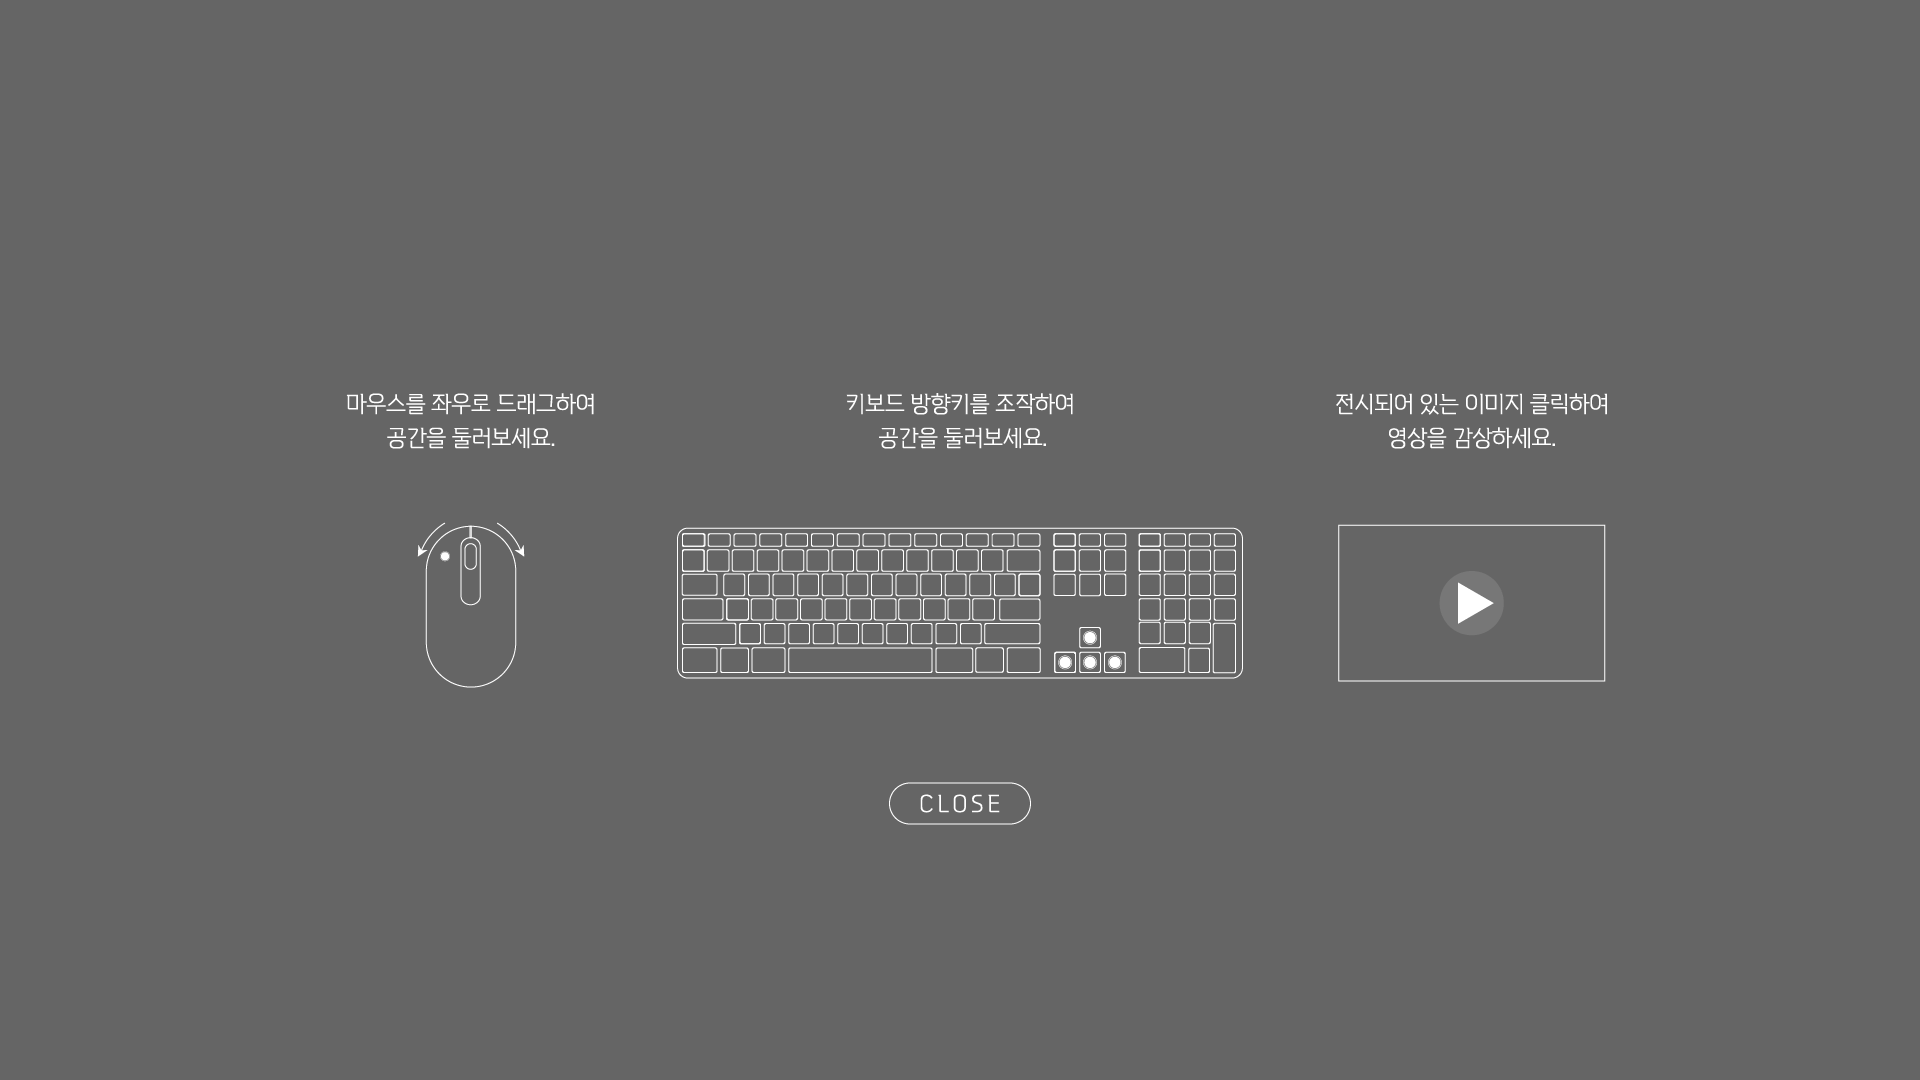 마우스를 좌우로 드래그하여
공간을 둘러보세요.
키보드 방향키를 조작하여
공간을 둘러보세요.
전시되어 있는 이미지 클릭하여
영상을 감상하세요.
CLOSE